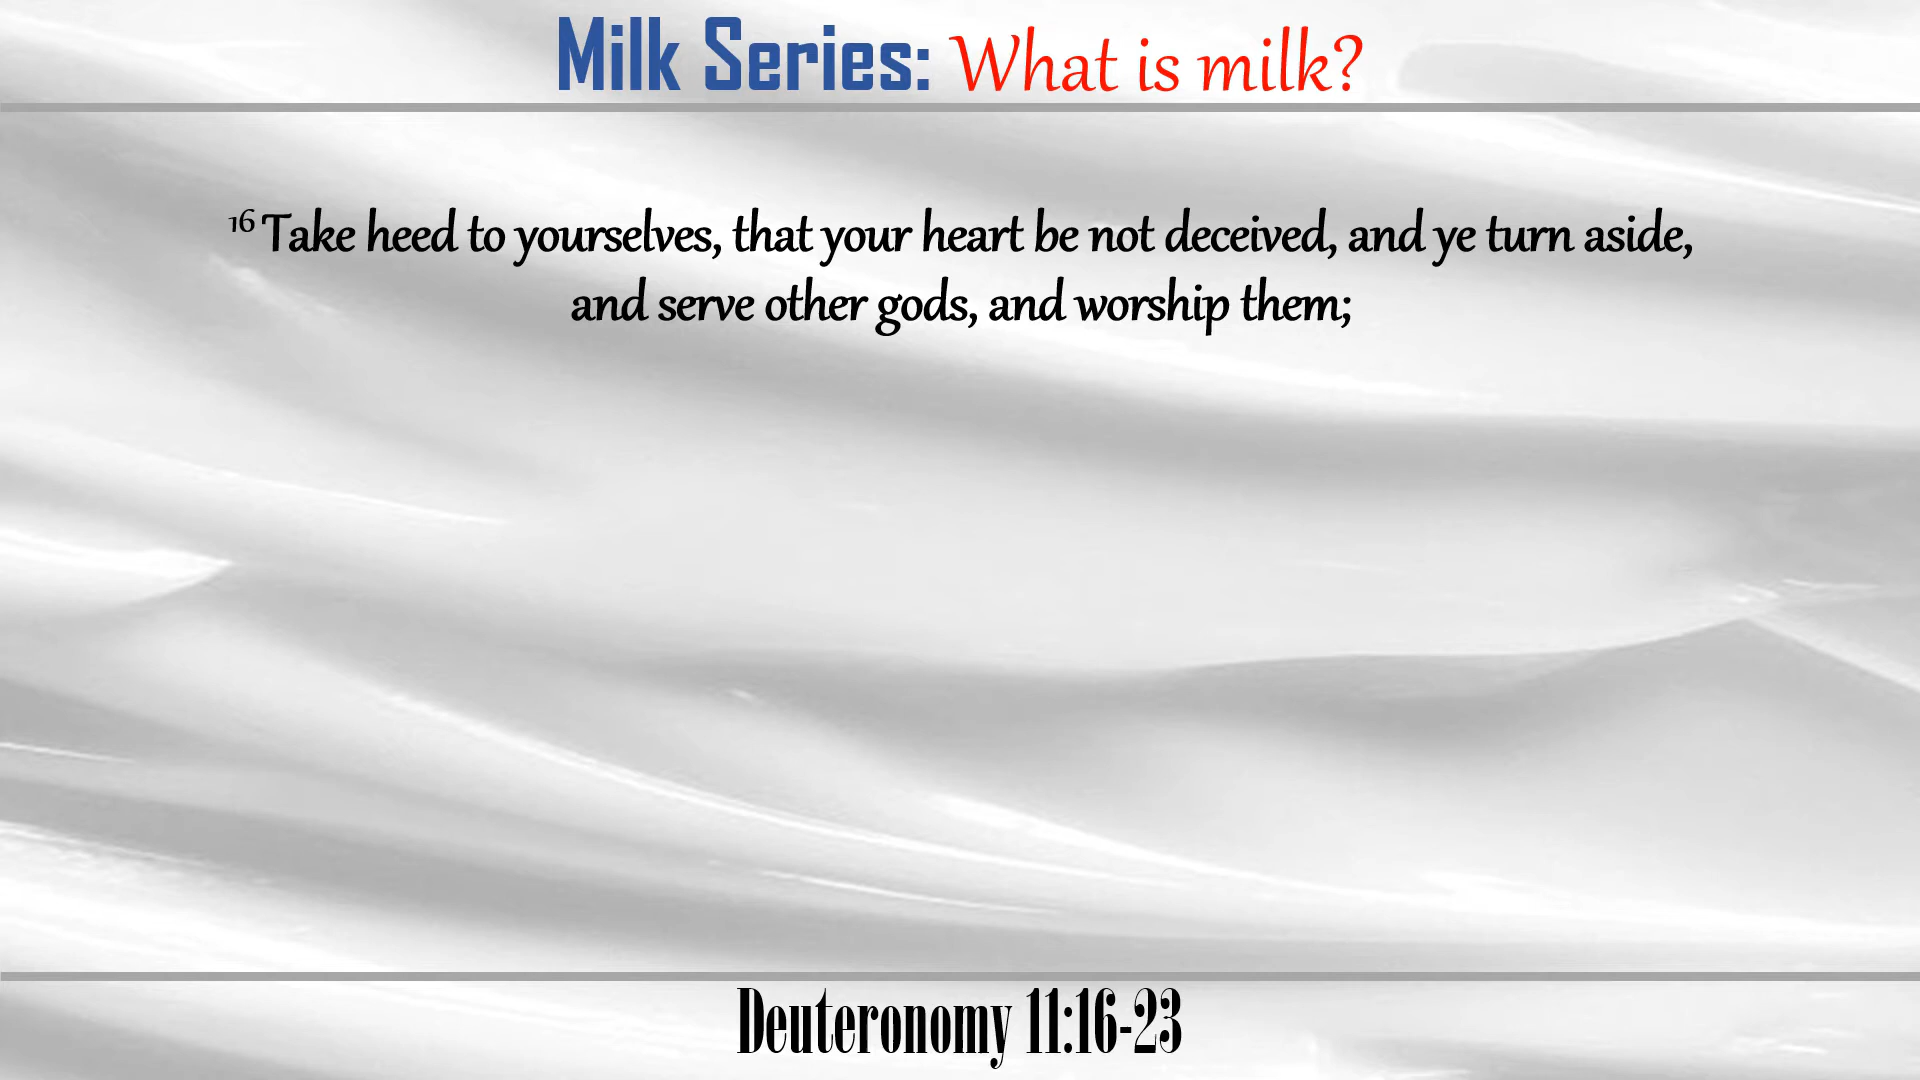 Milk Series: What is milk?
16 Take heed to yourselves, that your heart be not deceived, and ye turn aside,
and serve other gods, and worship them;
Deuteronomy 11:16-23